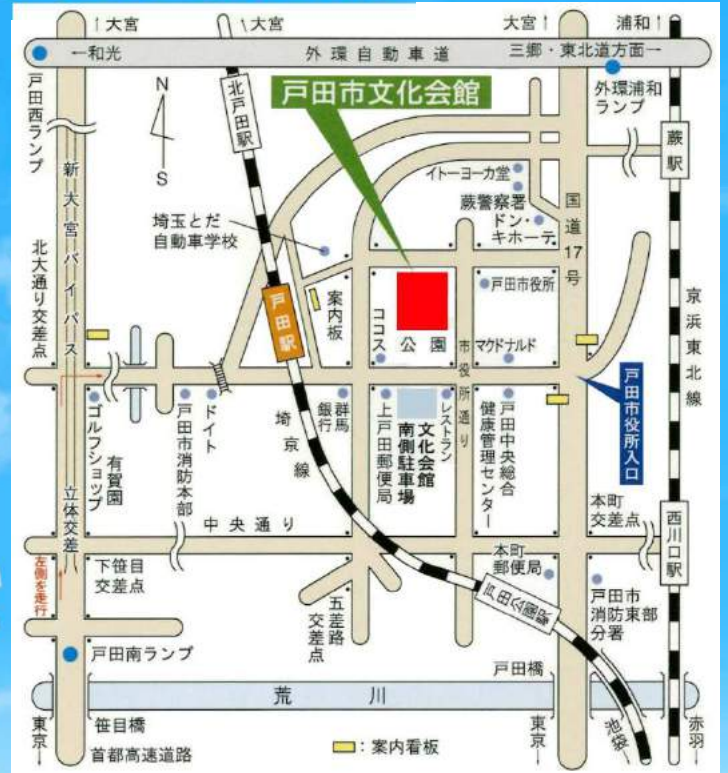 ↑大宮
↖大宮
大宮↑
浦和↑
←和光
外環自動車道
三郷・東北道方面→
戸田西ランプ
N
S
北戸田駅
戸田市文化会館
外環浦和
ランプ
蕨駅
イトーヨーカ堂
蕨警察署
ドン・
キホーテ
国道17号
新大宮バイパス
埼玉とだ
自動車学校
北大通り交差点
戸田駅
案内板
ココス
公園
戸田市役所
市役所通り
マクドナルド
京浜東北線
戸田市役所入口
ゴルフショップ
有賀園
戸田市消防本部
ドイト
埼京線
群馬
銀行
上戸田郵便局
文化会館
南側駐車場
レストラン
戸田中央総合
健康管理センター
立体交差
中央通り
本町
交差点
西川口駅
左側を走行
下笹目
交差点
五差路
交差点
本町
郵便局
戸田公園駅
戸田市
消防東部
分署
戸田南ランプ
戸田橋
荒川
東京→
笹目橋
首都高速道路
:案内看板
東京→
池袋→
赤羽→